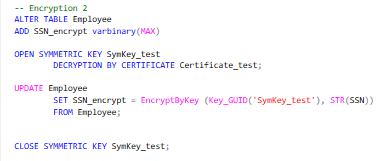 -- Encryption 2
ALTER TABLE Employee
ADD SSN_encrypt varbinary(MAX)
OPEN SYMMETRIC KEY SymKey_test
DECRYPTION BY CERTIFICATE Certificate_test;
UPDATE Employee
SET SSN_encrypt = EncryptByKey (Key_GUID('SymKey_test'), STR(SSN))
FROM Employee;
CLOSE SYMMETRIC KEY SymKey_test;